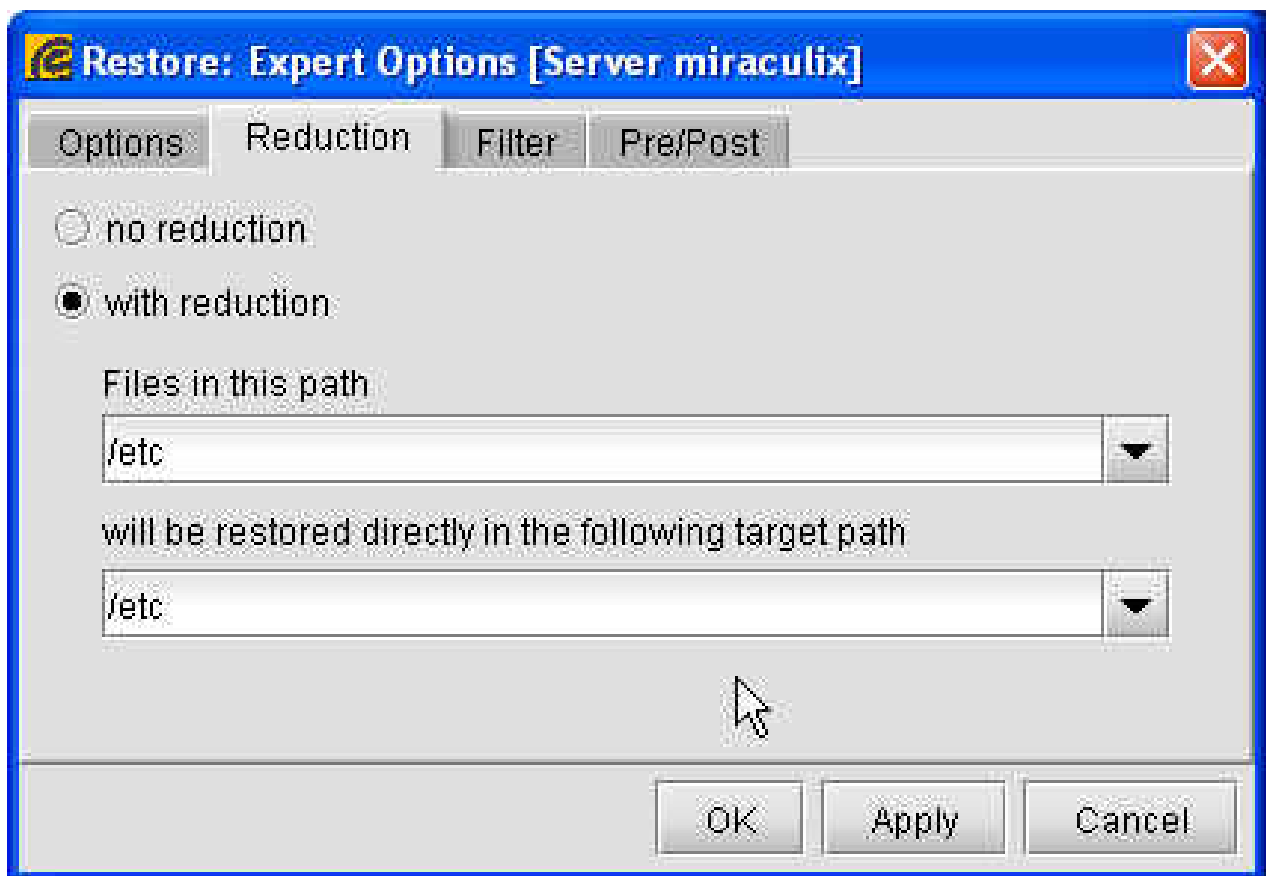 Restore: Expert Options [Server miraculix]
Options Reduction Filter Pre/Post
no reduction
with reduction
Files in this path
/etc
will be restored directly in the following target path
/etc
OK Apply Cancel